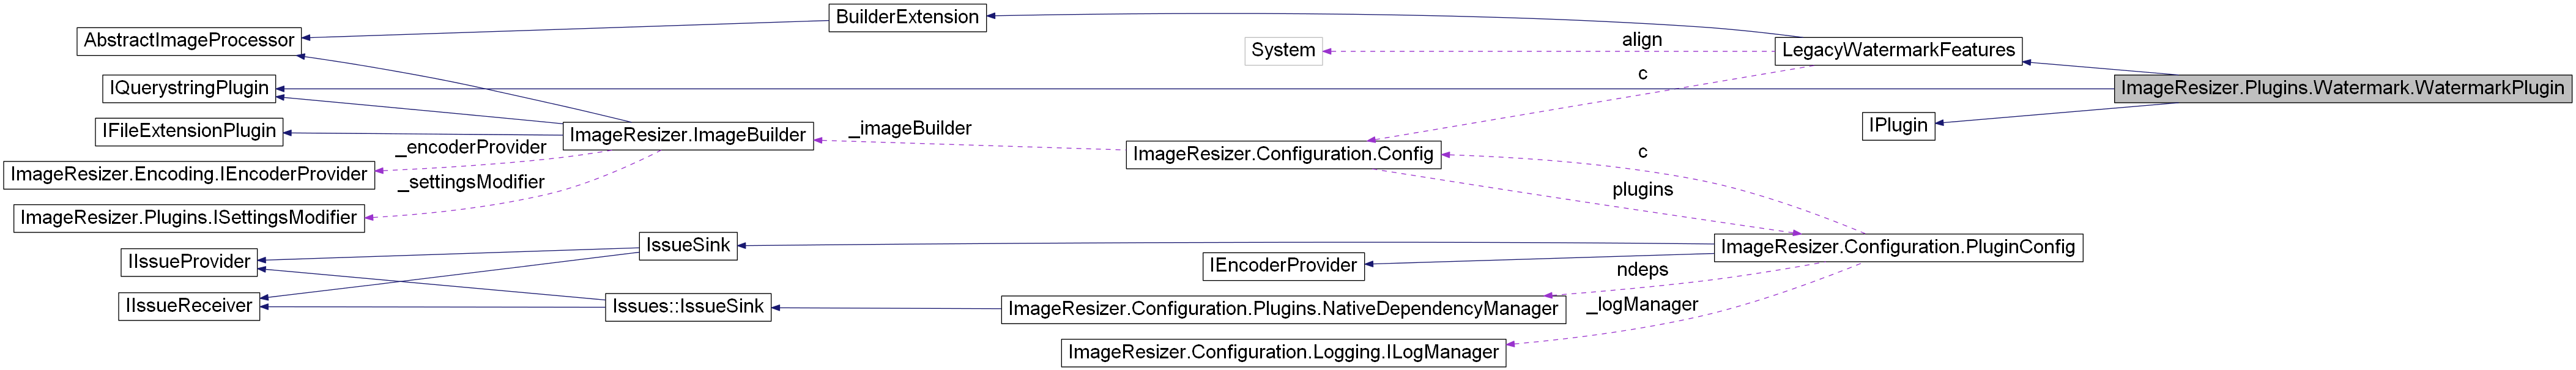 BuilderExtension
AbstractImageProcessor
align
System
LegacyWatermarkFeatures
c
IQuerystringPlugin
ImageResizer.Plugins.Watermark.WatermarkPlugin
IFileExtensionPlugin
ImageResizer.ImageBuilder
_imageBuilder
IPlugin
_encoderProvider
ImageResizer.Configuration.Config
c
ImageResizer.Encoding.IEncoderProvider
_settingsModifier
plugins
ImageResizer.Plugins.ISettingsModifier
IssueSink
ImageResizer.Configuration.PluginConfig
IIssueProvider
IEncoderProvider
ndeps
IIssueReceiver
Issues::IssueSink
ImageResizer.Configuration.Plugins.NativeDependencyManager
_logManager
ImageResizer.Configuration.Logging.ILogManager